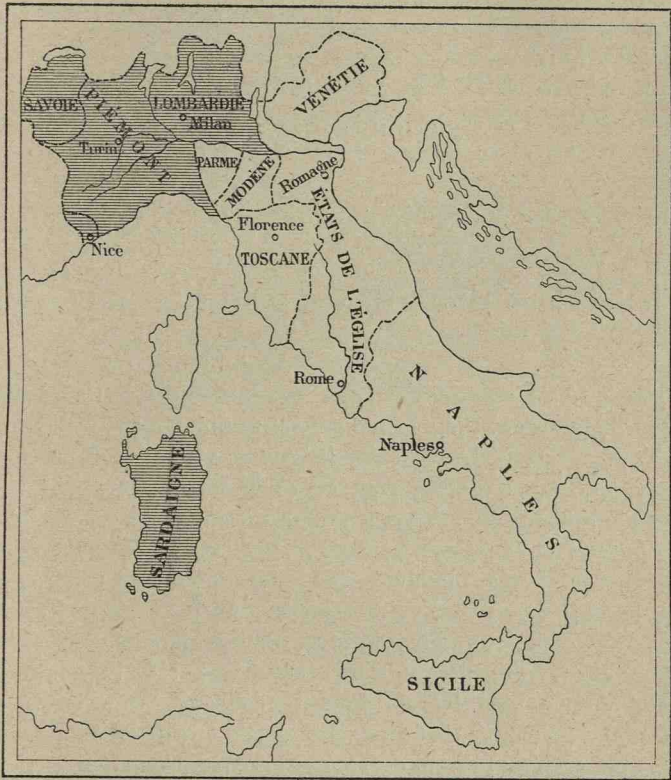 VÉNÉTIE
SAVOIE
PIÉMONT
LOMBARDIE
Milan
Turin
PARME
MODÈNE
Romagne
Nice
Florence
TOSCANE
ÉTATS DE L'ÉGLISE
Rome
NAPLES
Naples
SARDAIGNE
SICILE